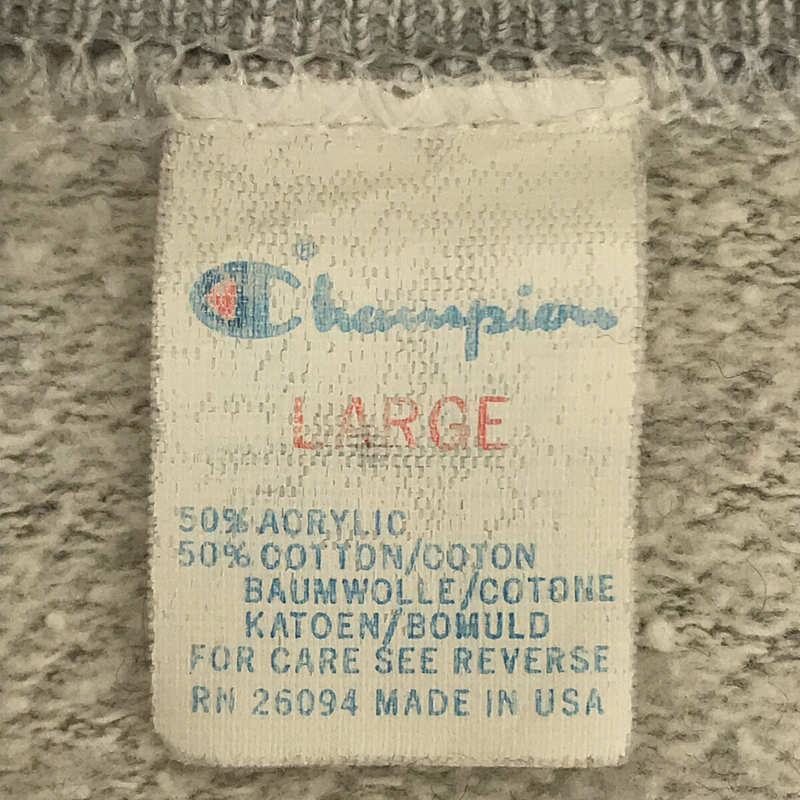 ®
Champion
LARGE
50% ACRYLIC
50% COTTON/COTON
BAUMWOLLE/COTONE
KATOEN/BOMULD
FOR CARE SEE REVERSE
RN 26094 MADE IN USA